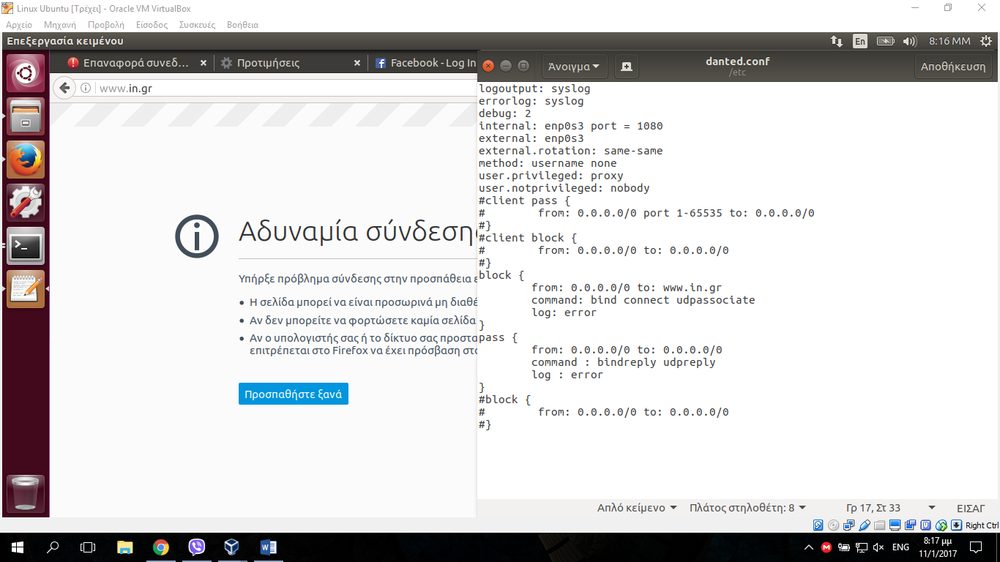 Linux Ubuntu [Τρέχει] - Oracle VM VirtualBox
Αρχείο Μηχανή Προβολή Είσοδος Συσκευές Βοήθεια
Επεξεργασία κειμένου
En
8:16 ΜΜ
Επαναφορά συνεδ...
Προτιμήσεις
Facebook - Log In
www.in.gr
Αδυναμία σύνδεσης
Υπήρξε πρόβλημα σύνδεσης στην προσπάθεια ε
Η σελίδα μπορεί να είναι προσωρινά μη διαθέ
Αν δεν μπορείτε να φορτώσετε καμία σελίδα
Αν ο υπολογιστής σας ή το δίκτυο σας προστα
επιτρέπεται στο Firefox να έχει πρόσβαση στο
Προσπαθήστε ξανά
Άνοιγμα
danted.conf
/etc
Αποθήκευση
logoutput: syslog
errorlog: syslog
debug: 2
internal: enp0s3 port = 1080
external: enp0s3
external.rotation: same-same
method: username none
user.privileged: proxy
user.notprivileged: nobody
#client pass {
#        from: 0.0.0.0/0 port 1-65535 to: 0.0.0.0/0
#}
#client block {
#        from: 0.0.0.0/0 to: 0.0.0.0/0
#}
block {
        from: 0.0.0.0/0 to: www.in.gr
        command: bind connect udpassociate
        log: error
}
pass {
        from: 0.0.0.0/0 to: 0.0.0.0/0
        command : bindreply udpreply
        log : error
}
#block {
#        from: 0.0.0.0/0 to: 0.0.0.0/0
#}
Απλό κείμενο
Πλάτος στηλοθέτη: 8
Γρ 17, Στ 33
ΕΙΣΑΓ
Right Ctrl
ENG
8:17 μμ
11/1/2017